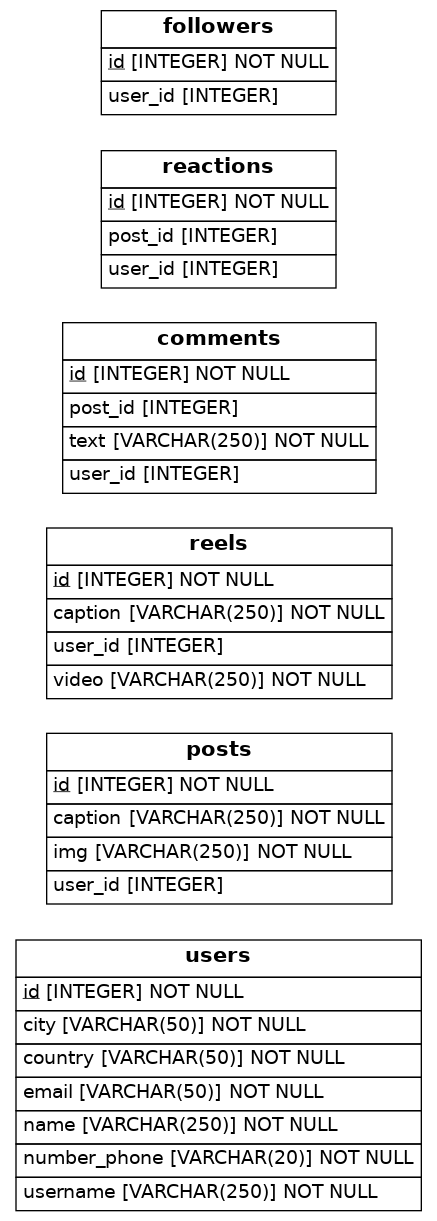 followers
id [INTEGER] NOT NULL
user_id [INTEGER]
reactions
id [INTEGER] NOT NULL
post_id [INTEGER]
user_id [INTEGER]
comments
id [INTEGER] NOT NULL
post_id [INTEGER]
text [VARCHAR(250)] NOT NULL
user_id [INTEGER]
reels
id [INTEGER] NOT NULL
caption [VARCHAR(250)] NOT NULL
user_id [INTEGER]
video [VARCHAR(250)] NOT NULL
posts
id [INTEGER] NOT NULL
caption [VARCHAR(250)] NOT NULL
img [VARCHAR(250)] NOT NULL
user_id [INTEGER]
users
id [INTEGER] NOT NULL
city [VARCHAR(50)] NOT NULL
country [VARCHAR(50)] NOT NULL
email [VARCHAR(50)] NOT NULL
name [VARCHAR(250)] NOT NULL
number_phone [VARCHAR(20)] NOT NULL
username [VARCHAR(250)] NOT NULL